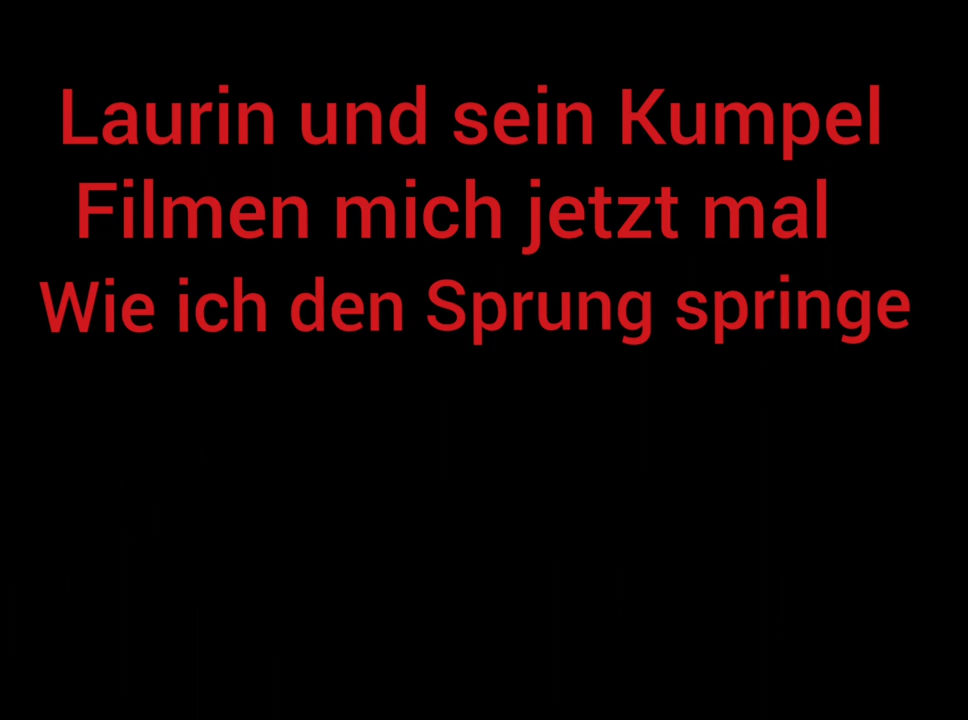 Laurin und sein Kumpel
Filmen mich jetzt mal
Wie ich den Sprung springe